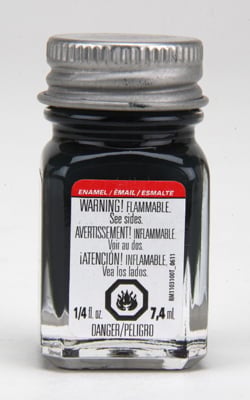 ENAMEL / ÉMAIL / ESMALTE
WARNING! FLAMMABLE.
See sides.
AVERTISSEMENT! INFLAMMABLE.
Voir au dos.
¡ATENCIÓN! INFLAMABLE.
Vea los lados.
1/4 fl. oz. 7,4 mL
DANGER/PELIGRO